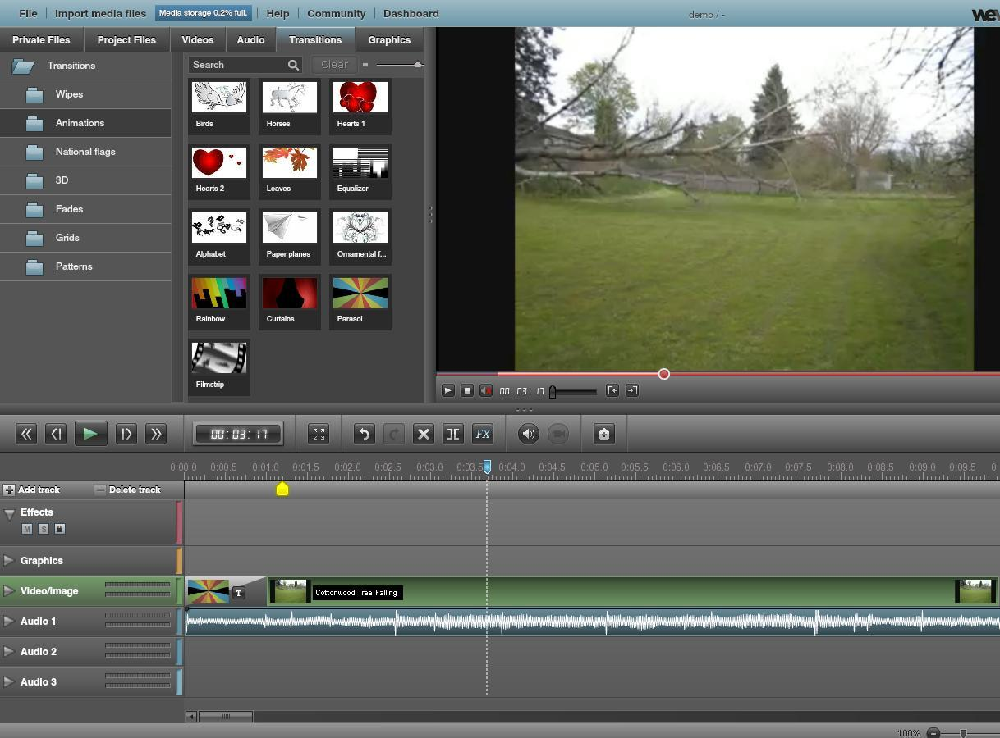 File Import media files Media storage 0.2% full. Help Community Dashboard demo / -
Private Files Project Files Videos Audio Transitions Graphics
Transitions
Wipes
Animations
National flags
3D
Fades
Grids
Patterns
Search Clear
Birds Horses Hearts 1
Hearts 2 Leaves Equalizer
Alphabet Paper planes Ornamental f...
Rainbow Curtains Parasol
Filmstrip
00:03:17
00:03:17 FX
0:00.0 0:00.5 0:01.0 0:01.5 0:02.0 0:02.5 0:03.0 0:03.5 0:04.0 0:04.5 0:05.0 0:05.5 0:06.0 0:06.5 0:07.0 0:07.5 0:08.0 0:08.5 0:09.0 0:09.5
Add track Delete track
Effects
M S
Graphics
Video/Image T Cottonwood Tree Falling
Audio 1
Audio 2
Audio 3
100%